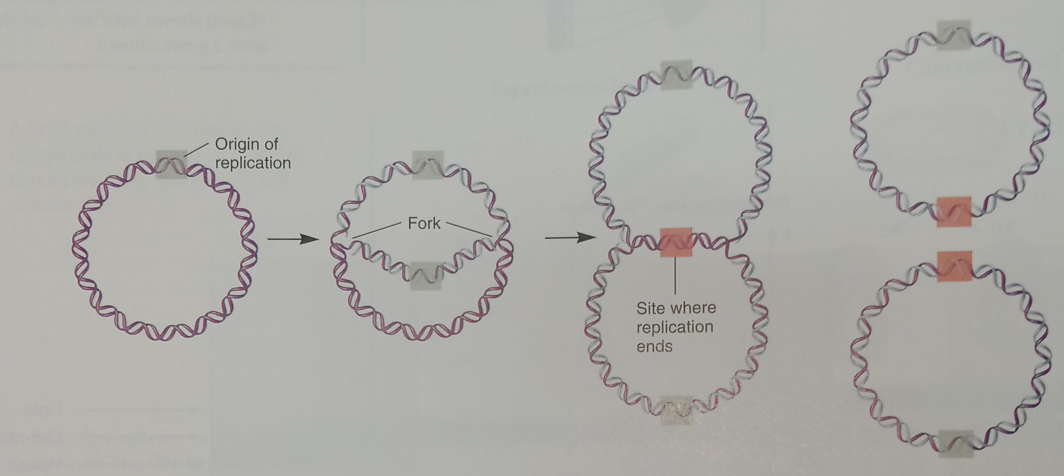 Origin of
replication
Fork
Site where
replication
ends